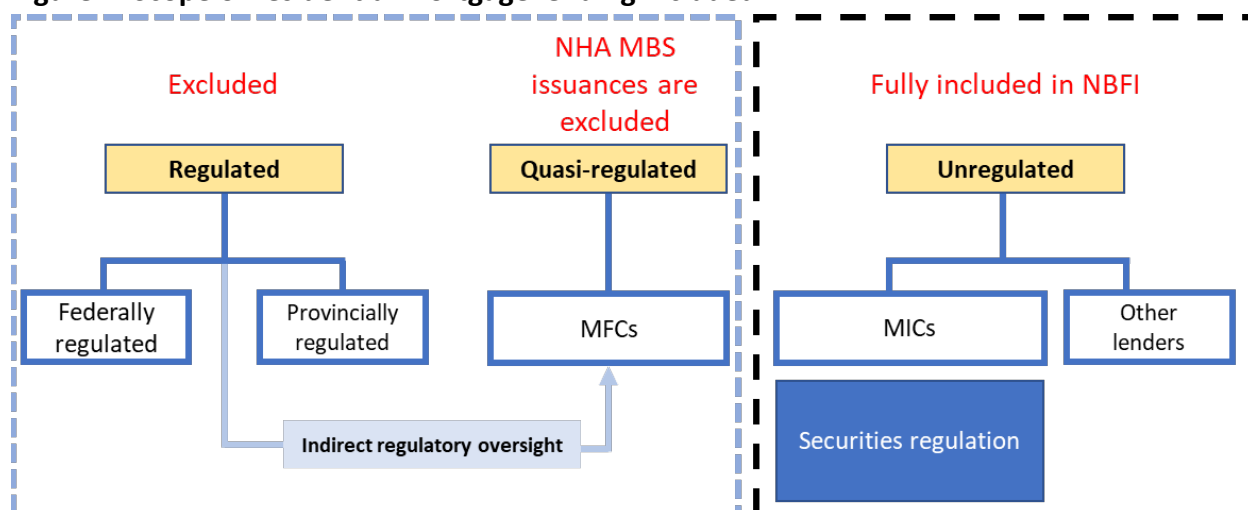 Excluded
NHA MBS
issuances are
excluded
Fully included in NBFI
Regulated
Quasi-regulated
Unregulated
Federally
regulated
Provincially
regulated
MFCs
MICs
Other
lenders
Indirect regulatory oversight
Securities regulation